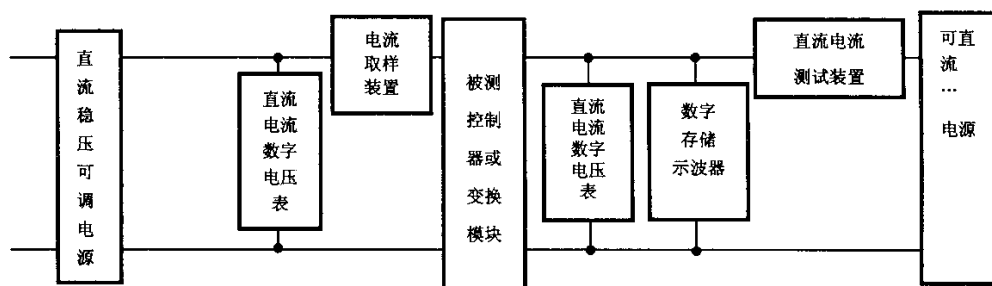 直
流
稳
压
可
调
电
源
直流
电流
数字
电压
表
电流
取样
装置
被测
控制
器或
变换
模块
直流
电流
数字
电压
表
数字
存储
示波器
直流电流
测试装置
可直
流
…
电源